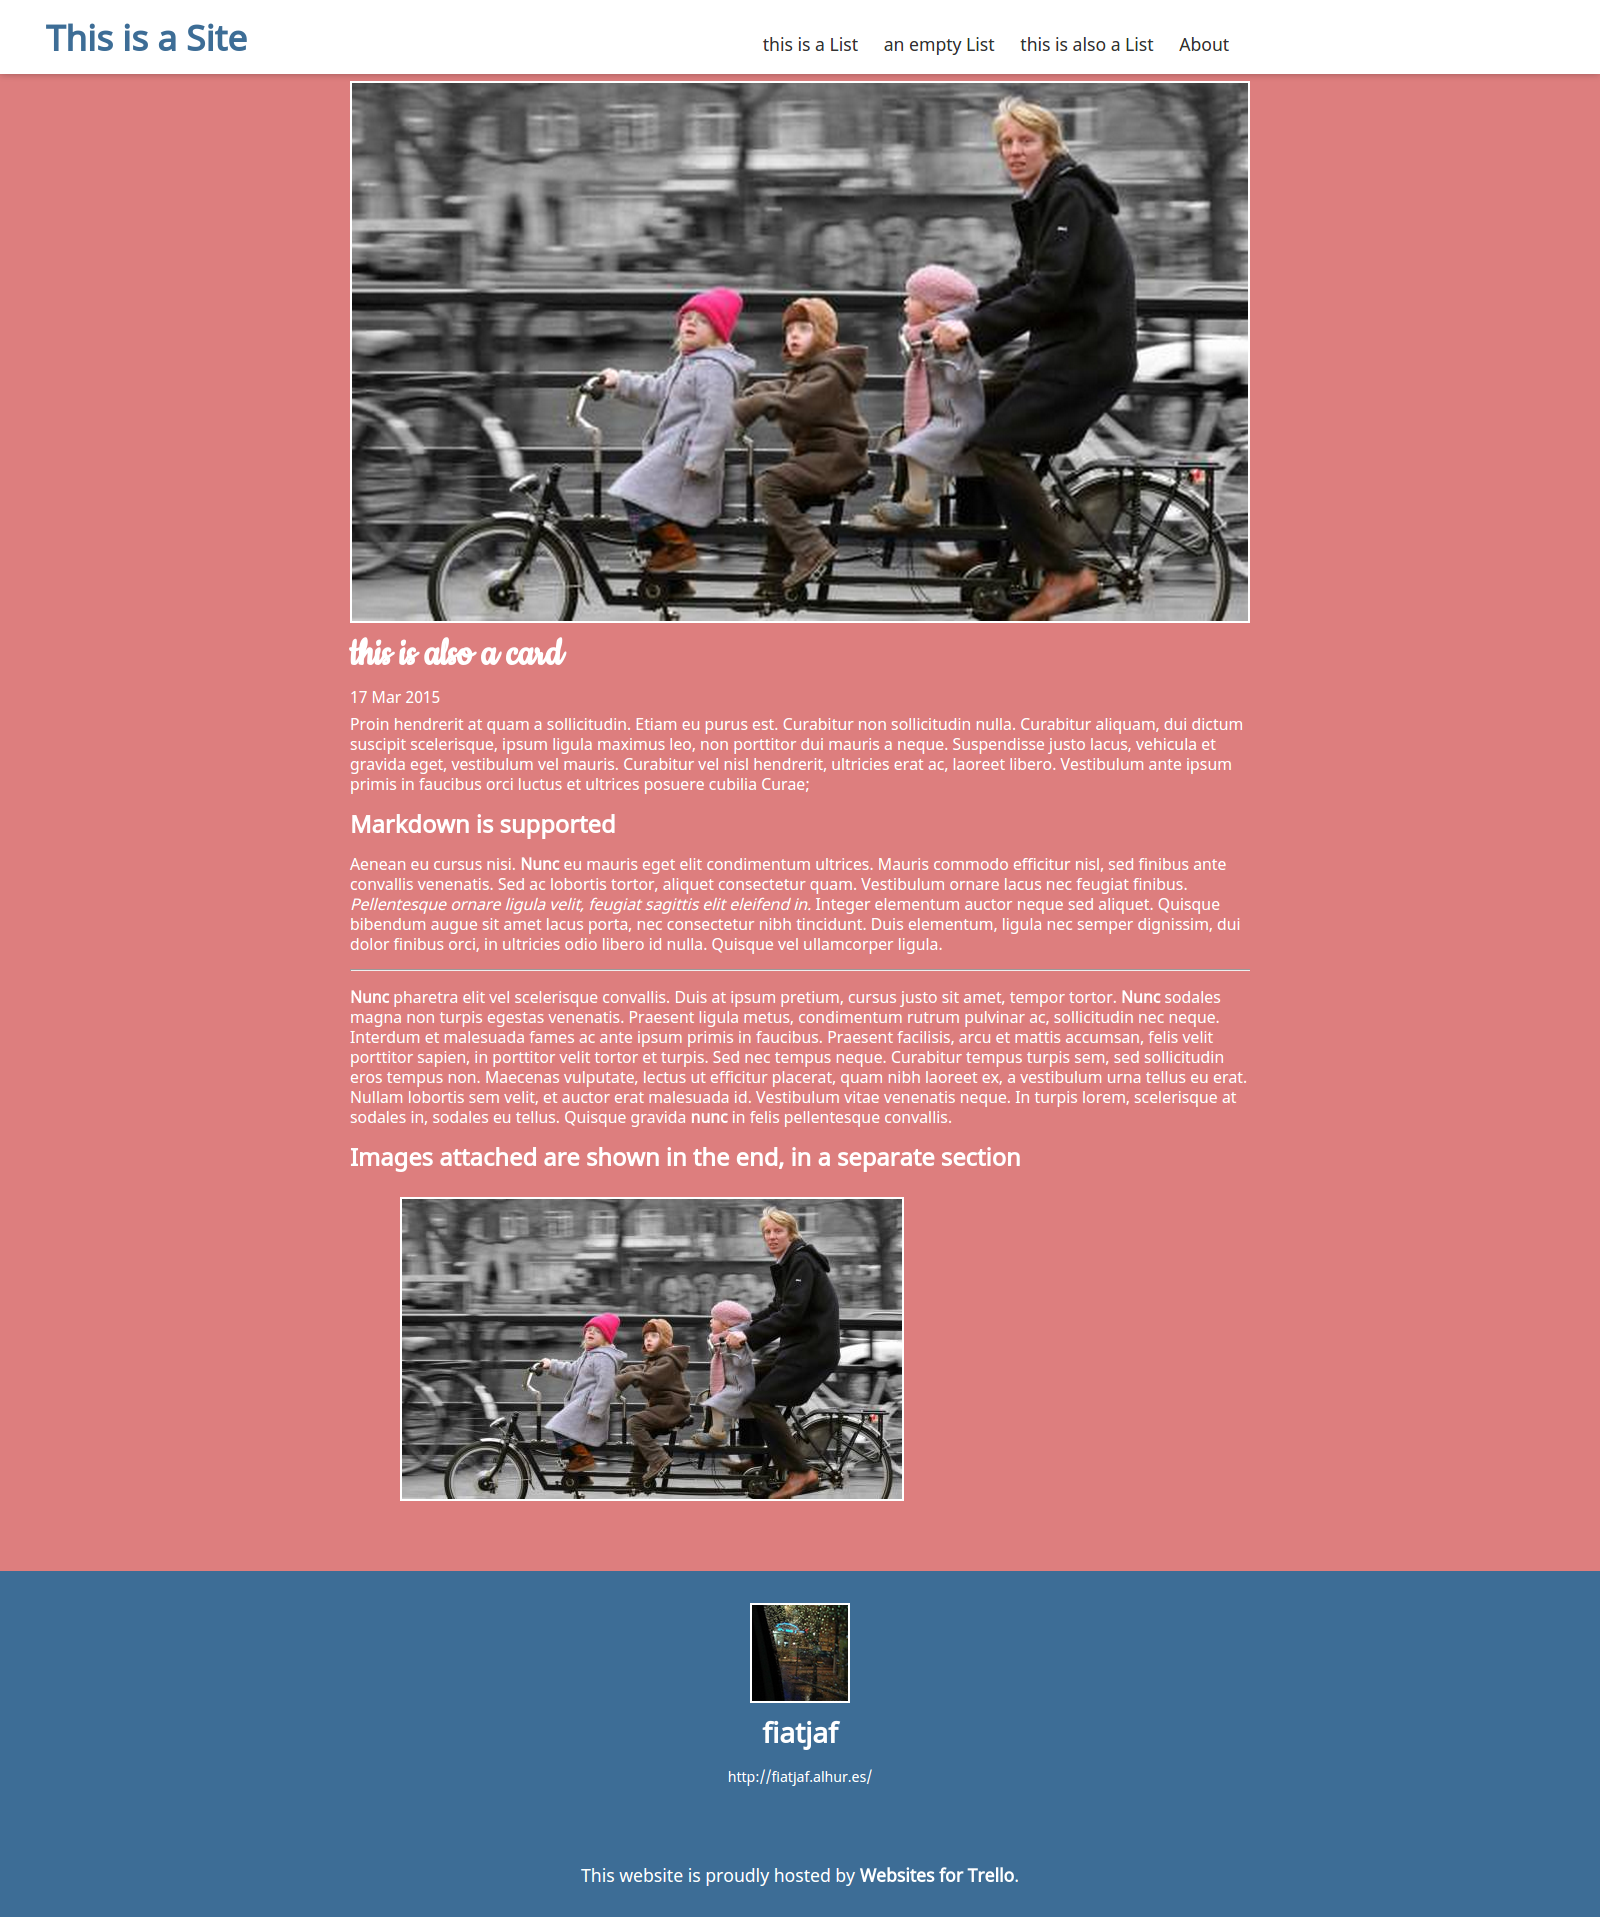 This is a Site
this is a List an empty List this is also a List About
this is also a card
17 Mar 2015
Proin hendrerit at quam a sollicitudin. Etiam eu purus est. Curabitur non sollicitudin nulla. Curabitur aliquam, dui dictum
suscipit scelerisque, ipsum ligula maximus leo, non porttitor dui mauris a neque. Suspendisse justo lacus, vehicula et
gravida eget, vestibulum vel mauris. Curabitur vel nisl hendrerit, ultricies erat ac, laoreet libero. Vestibulum ante ipsum
primis in faucibus orci luctus et ultrices posuere cubilia Curae;
Markdown is supported
Aenean eu cursus nisi. Nunc eu mauris eget elit condimentum ultrices. Mauris commodo efficitur nisl, sed finibus ante
convallis venenatis. Sed ac lobortis tortor, aliquet consectetur quam. Vestibulum ornare lacus nec feugiat finibus.
Pellentesque ornare ligula velit, feugiat sagittis elit eleifend in. Integer elementum auctor neque sed aliquet. Quisque
bibendum augue sit amet lacus porta, nec consectetur nibh tincidunt. Duis elementum, ligula nec semper dignissim, dui
dolor finibus orci, in ultricies odio libero id nulla. Quisque vel ullamcorper ligula.
Nunc pharetra elit vel scelerisque convallis. Duis at ipsum pretium, cursus justo sit amet, tempor tortor. Nunc sodales
magna non turpis egestas venenatis. Praesent ligula metus, condimentum rutrum pulvinar ac, sollicitudin nec neque.
Interdum et malesuada fames ac ante ipsum primis in faucibus. Praesent facilisis, arcu et mattis accumsan, felis velit
porttitor sapien, in porttitor velit tortor et turpis. Sed nec tempus neque. Curabitur tempus turpis sem, sed sollicitudin
eros tempus non. Maecenas vulputate, lectus ut efficitur placerat, quam nibh laoreet ex, a vestibulum urna tellus eu erat.
Nullam lobortis sem velit, et auctor erat malesuada id. Vestibulum vitae venenatis neque. In turpis lorem, scelerisque at
sodales in, sodales eu tellus. Quisque gravida nunc in felis pellentesque convallis.
Images attached are shown in the end, in a separate section
fiatjaf
http://fiatjaf.alhur.es/
This website is proudly hosted by Websites for Trello.